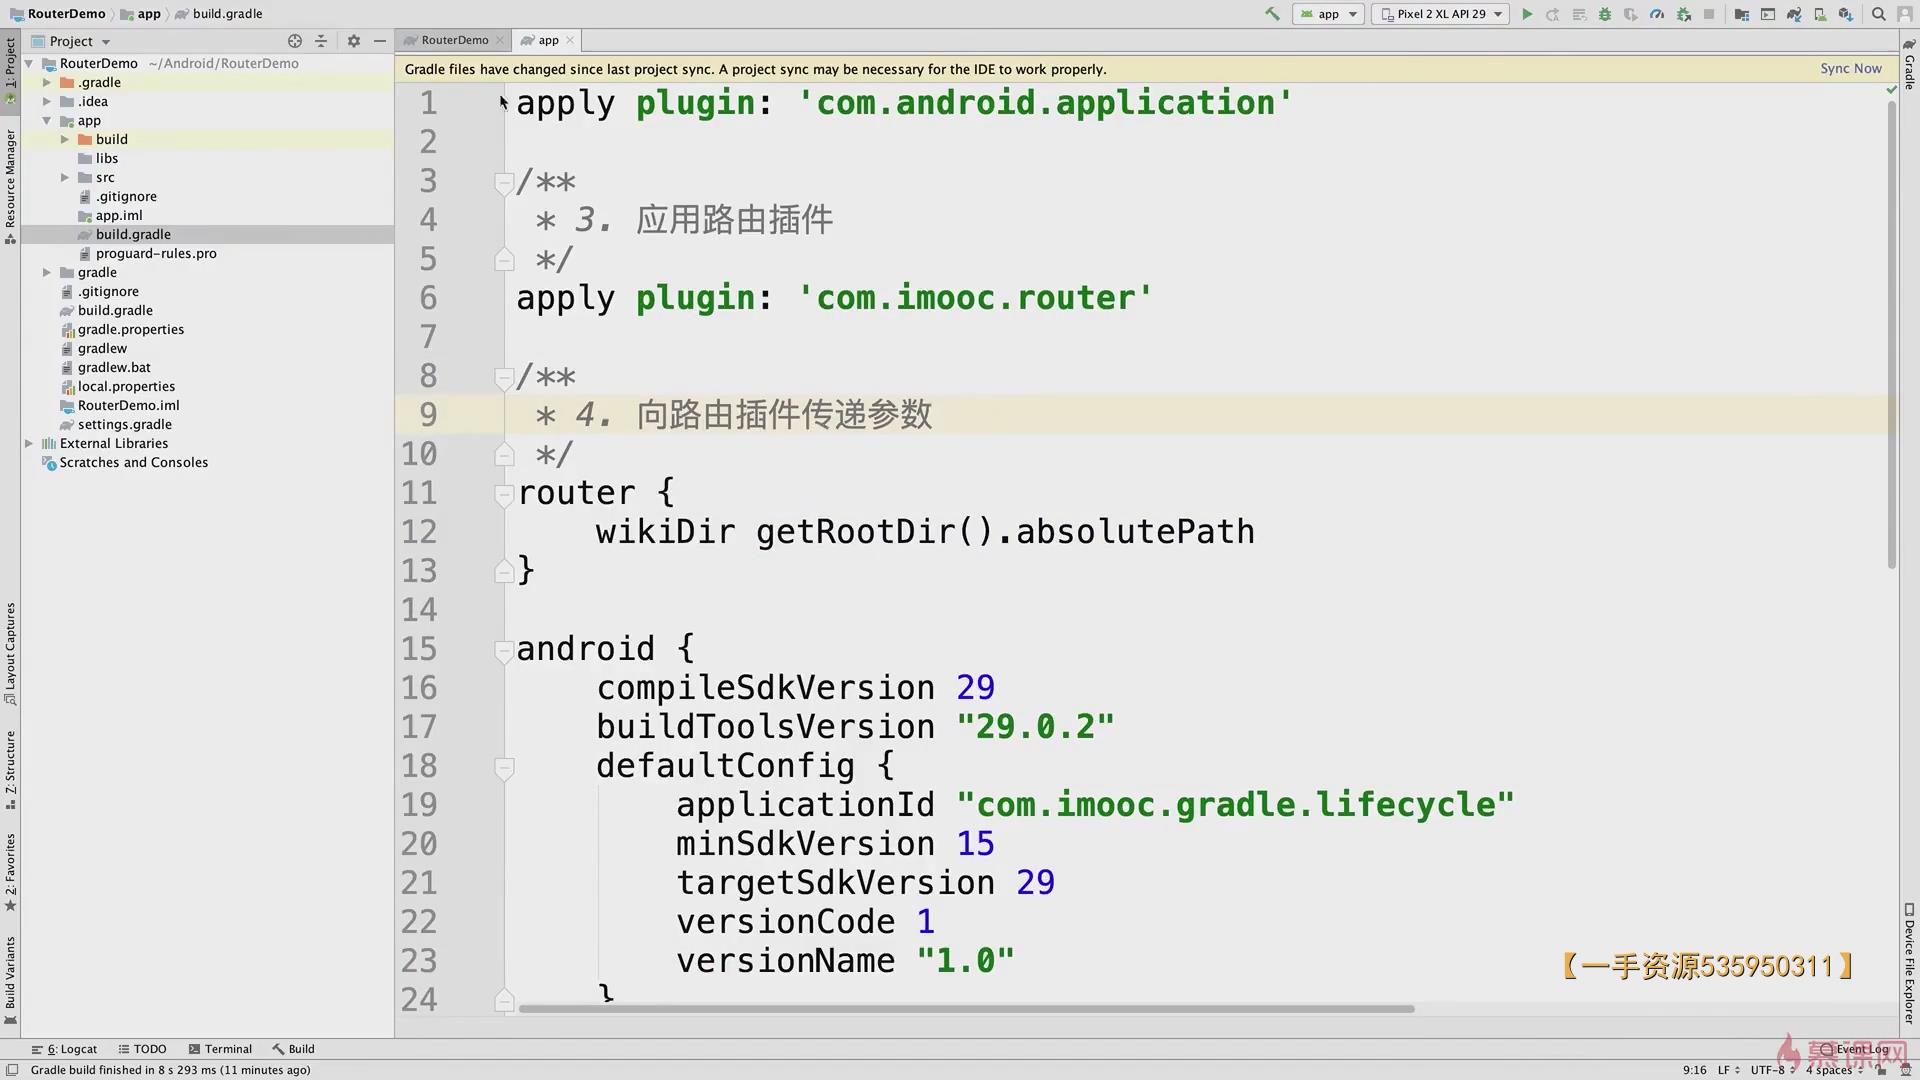 RouterDemo app build.gradle
app Pixel 2 XL API 29
Project
RouterDemo app
RouterDemo ~/Android/RouterDemo
.gradle
.idea
app
build
libs
src
.gitignore
app.iml
build.gradle
proguard-rules.pro
gradle
.gitignore
build.gradle
gradle.properties
gradlew
gradlew.bat
local.properties
RouterDemo.iml
settings.gradle
External Libraries
Scratches and Consoles
1: Project
Resource Manager
Layout Captures
Z: Structure
2: Favorites
Build Variants
Gradle files have changed since last project sync. A project sync may be necessary for the IDE to work properly. Sync Now
1 apply plugin: 'com.android.application'
2
3 /**
4 * 3. 应用路由插件
5 */
6 apply plugin: 'com.imooc.router'
7
8 /**
9 * 4. 向路由插件传递参数
10 */
11 router {
12 wikiDir getRootDir().absolutePath
13 }
14
15 android {
16 compileSdkVersion 29
17 buildToolsVersion "29.0.2"
18 defaultConfig {
19 applicationId "com.imooc.gradle.lifecycle"
20 minSdkVersion 15
21 targetSdkVersion 29
22 versionCode 1
23 versionName "1.0"
24 }
【一手资源535950311】
Gradle
Device File Explorer
6: Logcat TODO Terminal Build
Event Log
慕课网
Gradle build finished in 8 s 293 ms (11 minutes ago)
9:16 LF UTF-8 4 spaces